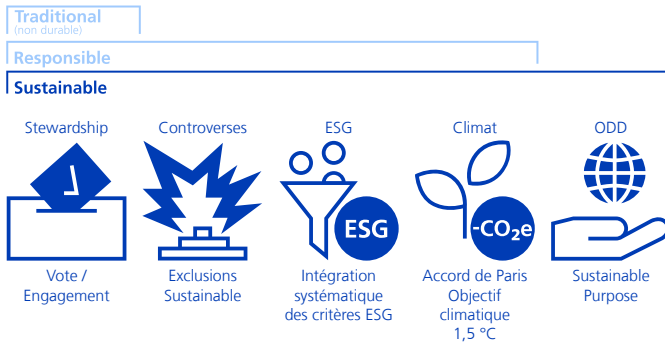 Traditional
(non durable)
Responsible
Sustainable
Stewardship
Controverses
ESG
Climat
ODD
ESG
-CO₂e
Vote /
Engagement
Exclusions
Sustainable
Intégration
systématique
des critères ESG
Accord de Paris
Objectif
climatique
1,5 °C
Sustainable
Purpose